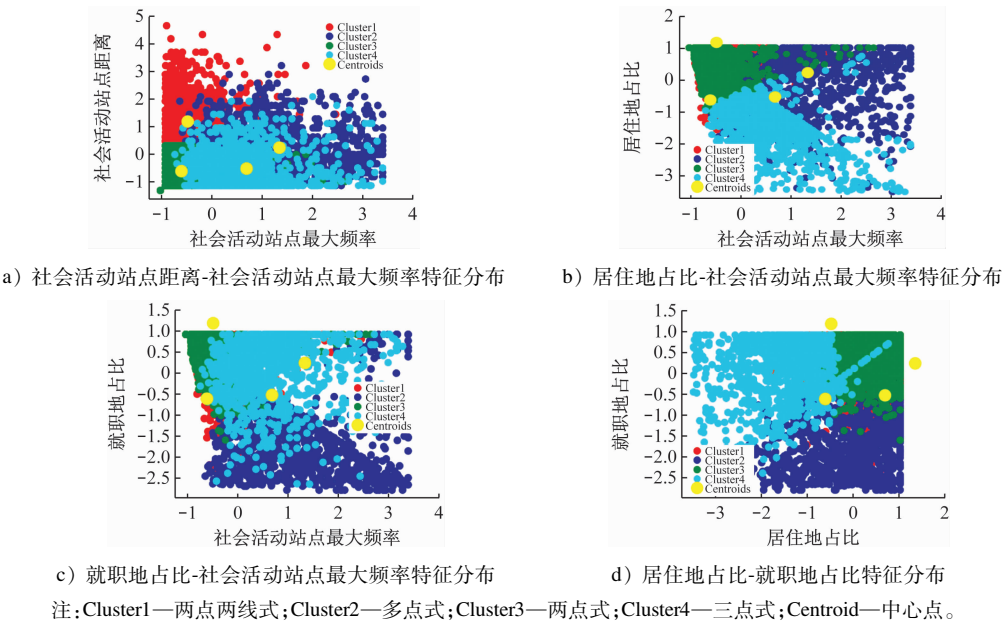 5
4
3
2
1
0
−1
社会活动站点距离
Cluster1
Cluster2
Cluster3
Cluster4
Centroids
−1 0 1 2 3 4
社会活动站点最大频率
a) 社会活动站点距离-社会活动站点最大频率特征分布
2
1
0
−1
−2
−3
居住地占比
Cluster1
Cluster2
Cluster3
Cluster4
Centroids
−1 0 1 2 3 4
社会活动站点最大频率
b) 居住地占比-社会活动站点最大频率特征分布
1.5
1.0
0.5
0
−0.5
−1.0
−1.5
−2.0
−2.5
就职地占比
Cluster1
Cluster2
Cluster3
Cluster4
Centroids
−1 0 1 2 3 4
社会活动站点最大频率
c) 就职地占比-社会活动站点最大频率特征分布
1.5
1.0
0.5
0
−0.5
−1.0
−1.5
−2.0
−2.5
就职地占比
Cluster1
Cluster2
Cluster3
Cluster4
Centroids
−3 −2 −1 0 1 2
居住地占比
d) 居住地占比-就职地占比特征分布
注:Cluster1—两点两线式;Cluster2—多点式;Cluster3—两点式;Cluster4—三点式;Centroid—中心点。